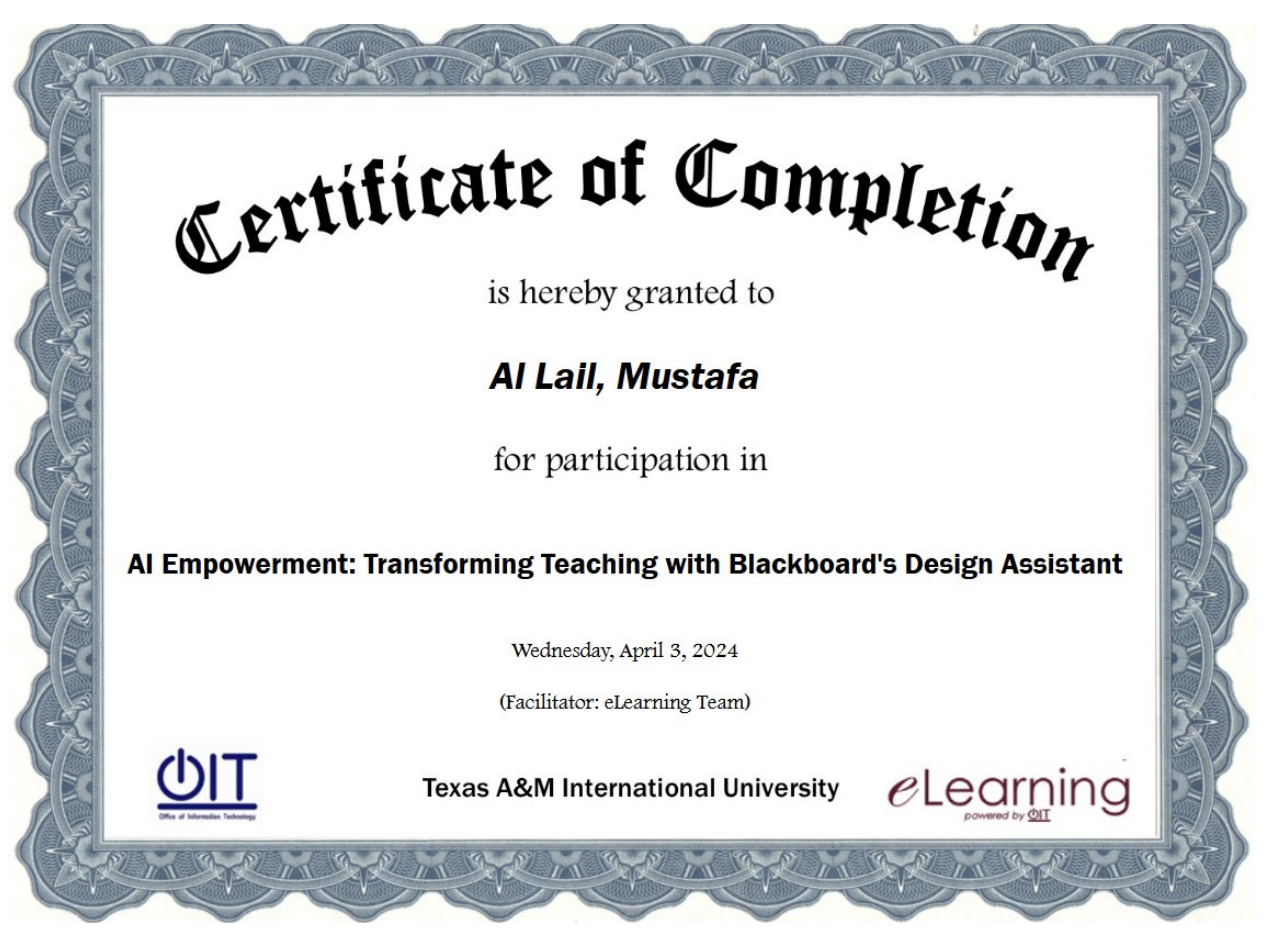 Certificate of Completion
is hereby granted to
Al Lail, Mustafa
for participation in
AI Empowerment: Transforming Teaching with Blackboard's Design Assistant
Wednesday, April 3, 2024
(Facilitator: eLearning Team)
OIT
Office of Information Technology
Texas A&M International University
eLearning
powered by OIT